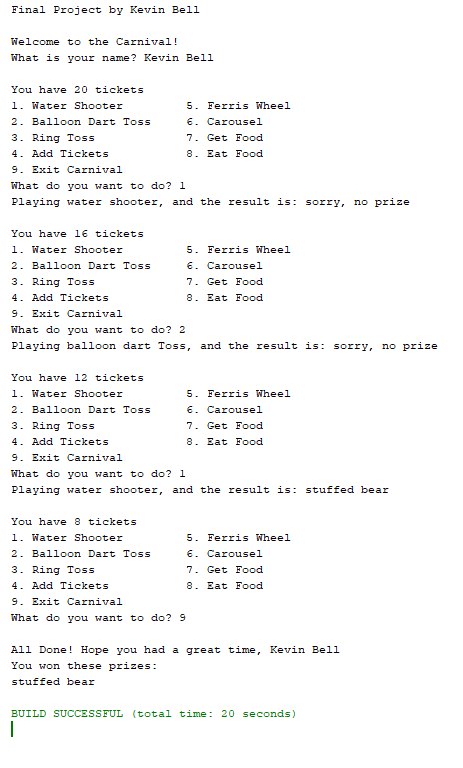 Final Project by Kevin Bell
Welcome to the Carnival!
What is your name? Kevin Bell
You have 20 tickets
1. Water Shooter 5. Ferris Wheel
2. Balloon Dart Toss 6. Carousel
3. Ring Toss 7. Get Food
4. Add Tickets 8. Eat Food
9. Exit Carnival
What do you want to do? 1
Playing water shooter, and the result is: sorry, no prize
You have 16 tickets
1. Water Shooter 5. Ferris Wheel
2. Balloon Dart Toss 6. Carousel
3. Ring Toss 7. Get Food
4. Add Tickets 8. Eat Food
9. Exit Carnival
What do you want to do? 2
Playing balloon dart Toss, and the result is: sorry, no prize
You have 12 tickets
1. Water Shooter 5. Ferris Wheel
2. Balloon Dart Toss 6. Carousel
3. Ring Toss 7. Get Food
4. Add Tickets 8. Eat Food
9. Exit Carnival
What do you want to do? 1
Playing water shooter, and the result is: stuffed bear
You have 8 tickets
1. Water Shooter 5. Ferris Wheel
2. Balloon Dart Toss 6. Carousel
3. Ring Toss 7. Get Food
4. Add Tickets 8. Eat Food
9. Exit Carnival
What do you want to do? 9
All Done! Hope you had a great time, Kevin Bell
You won these prizes:
stuffed bear
BUILD SUCCESSFUL (total time: 20 seconds)